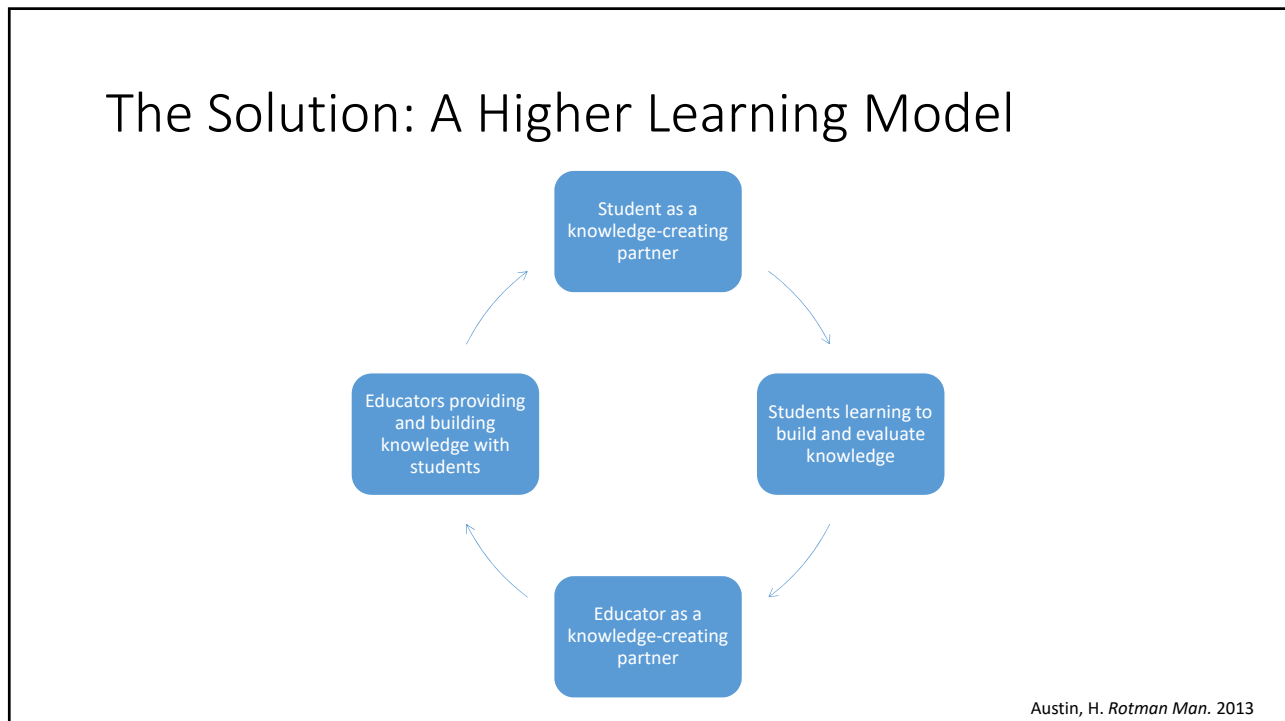 The Solution: A Higher Learning Model
Student as a
knowledge-creating
partner
Educators providing
and building
knowledge with
students
Students learning to
build and evaluate
knowledge
Educator as a
knowledge-creating
partner
Austin, H. Rotman Man. 2013